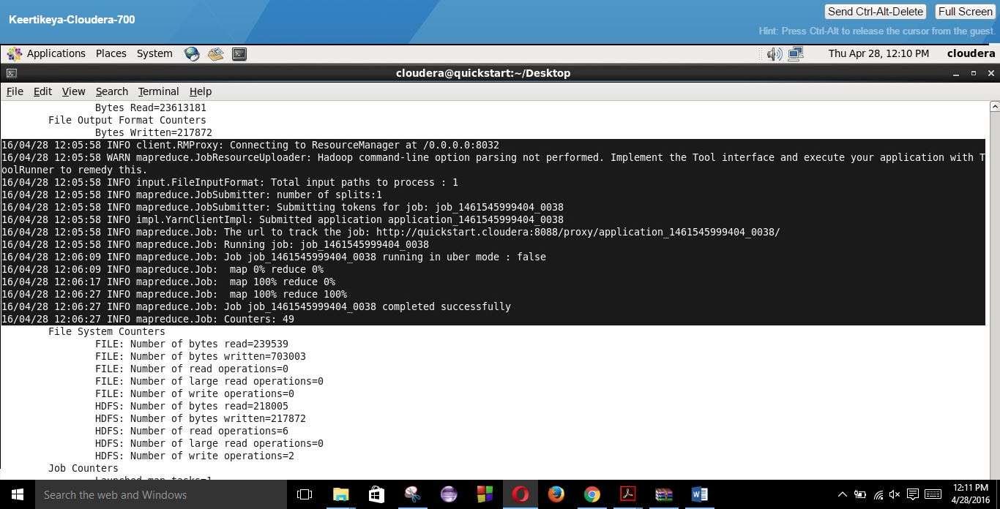 Keertikeya-Cloudera-700
Send Ctrl-Alt-Delete Full Screen
Hint: Press Ctrl-Alt to release the cursor from the guest.
Applications Places System Thu Apr 28, 12:10 PM cloudera
cloudera@quickstart:~/Desktop
File Edit View Search Terminal Help
Bytes Read=23613181
File Output Format Counters
Bytes Written=217872
16/04/28 12:05:58 INFO client.RMProxy: Connecting to ResourceManager at /0.0.0.0:8032
16/04/28 12:05:58 WARN mapreduce.JobResourceUploader: Hadoop command-line option parsing not performed. Implement the Tool interface and execute your application with T
oolRunner to remedy this.
16/04/28 12:05:58 INFO input.FileInputFormat: Total input paths to process : 1
16/04/28 12:05:58 INFO mapreduce.JobSubmitter: number of splits:1
16/04/28 12:05:58 INFO mapreduce.JobSubmitter: Submitting tokens for job: job_1461545999404_0038
16/04/28 12:05:58 INFO impl.YarnClientImpl: Submitted application application_1461545999404_0038
16/04/28 12:05:58 INFO mapreduce.Job: The url to track the job: http://quickstart.cloudera:8088/proxy/application_1461545999404_0038/
16/04/28 12:05:58 INFO mapreduce.Job: Running job: job_1461545999404_0038
16/04/28 12:06:09 INFO mapreduce.Job: Job job_1461545999404_0038 running in uber mode : false
16/04/28 12:06:09 INFO mapreduce.Job:  map 0% reduce 0%
16/04/28 12:06:17 INFO mapreduce.Job:  map 100% reduce 0%
16/04/28 12:06:27 INFO mapreduce.Job:  map 100% reduce 100%
16/04/28 12:06:27 INFO mapreduce.Job: Job job_1461545999404_0038 completed successfully
16/04/28 12:06:27 INFO mapreduce.Job: Counters: 49
File System Counters
FILE: Number of bytes read=239539
FILE: Number of bytes written=703003
FILE: Number of read operations=0
FILE: Number of large read operations=0
FILE: Number of write operations=0
HDFS: Number of bytes read=218005
HDFS: Number of bytes written=217872
HDFS: Number of read operations=6
HDFS: Number of large read operations=0
HDFS: Number of write operations=2
Job Counters
Launched map tasks=1
Search the web and Windows
12:11 PM
4/28/2016